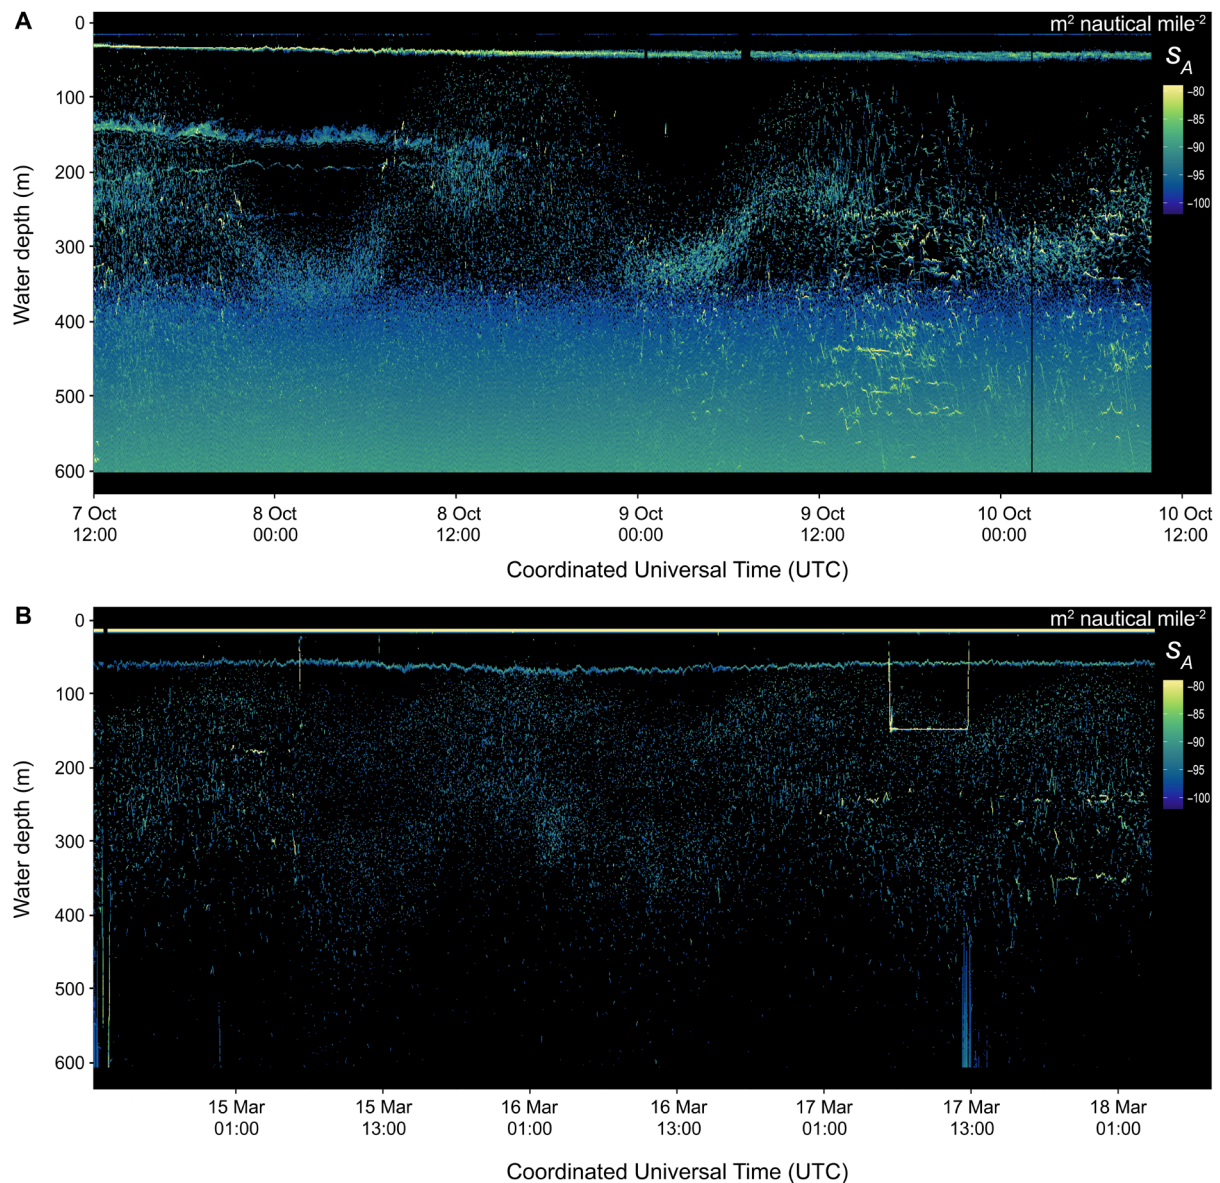 A
m² nautical mile⁻²
S_A
−80
−85
−90
−95
−100
0
100
200
300
400
500
600
Water depth (m)
7 Oct 8 Oct 8 Oct 9 Oct 9 Oct 10 Oct 10 Oct
12:00 00:00 12:00 00:00 12:00 00:00 12:00
Coordinated Universal Time (UTC)
B
m² nautical mile⁻²
S_A
−80
−85
−90
−95
−100
0
100
200
300
400
500
600
Water depth (m)
15 Mar 15 Mar 16 Mar 16 Mar 17 Mar 17 Mar 18 Mar
01:00 13:00 01:00 13:00 01:00 13:00 01:00
Coordinated Universal Time (UTC)